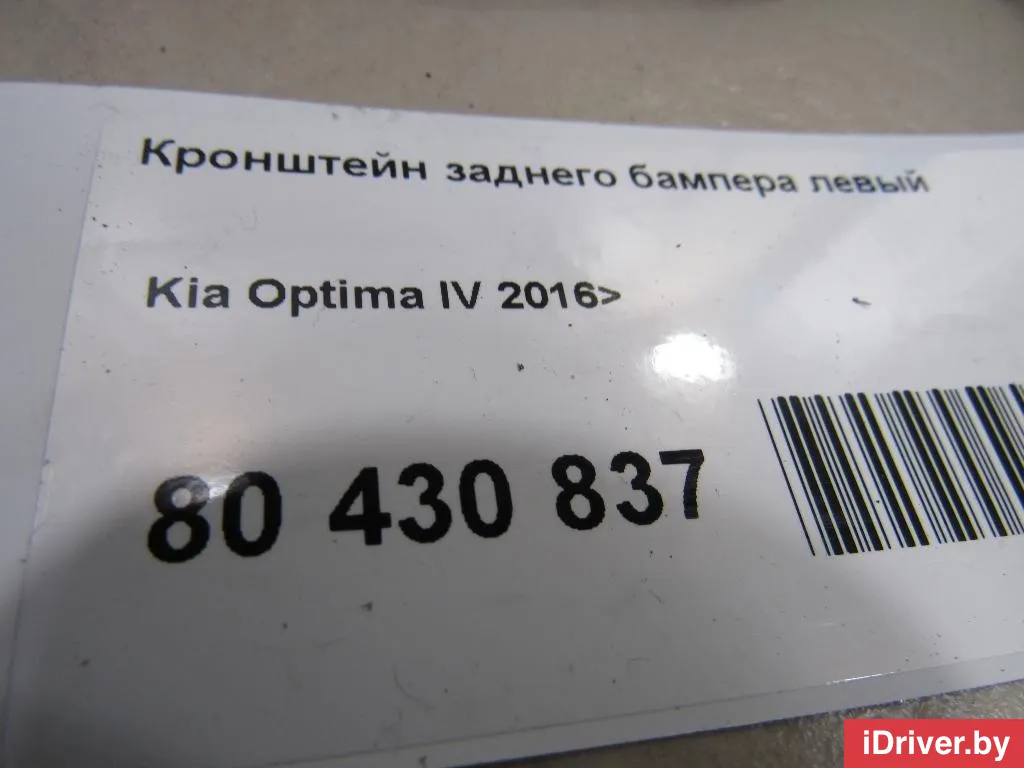 Кронштейн заднего бампера левый
Kia Optima IV 2016>
80 430 837
iDriver.by